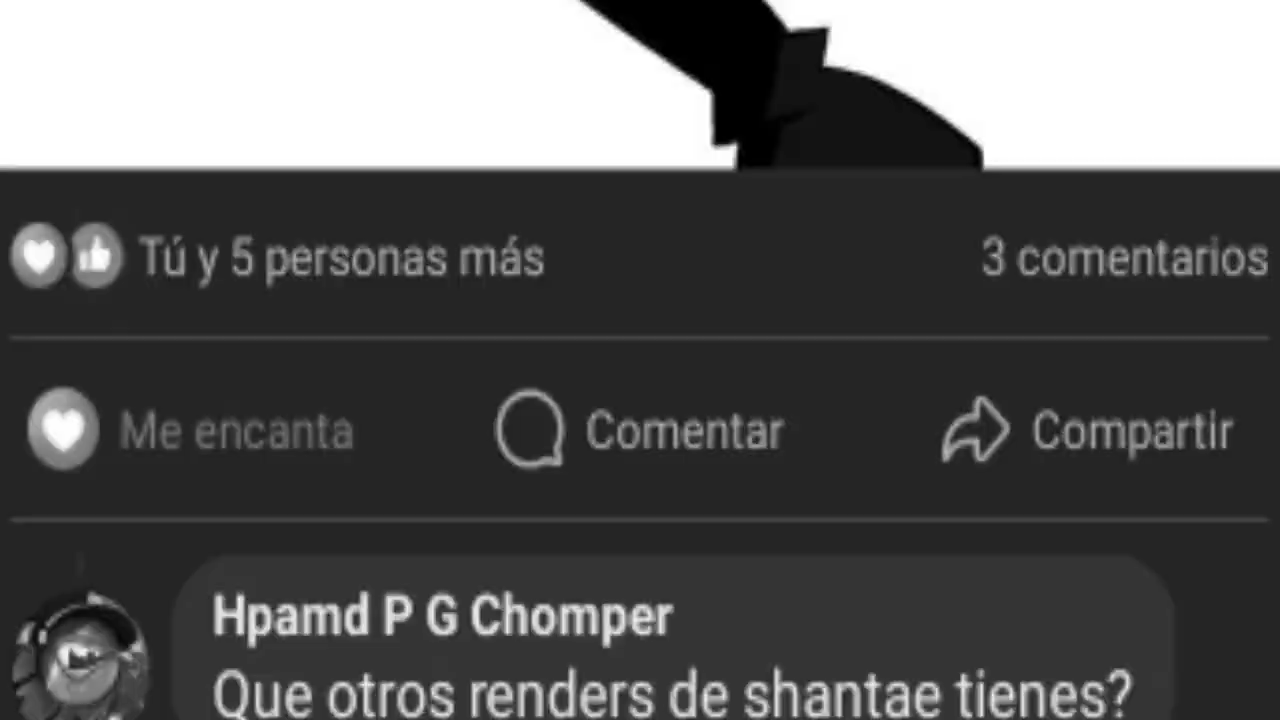 Tú y 5 personas más 3 comentarios
Me encanta Comentar Compartir
Hpamd P G Chomper
Que otros renders de shantae tienes?